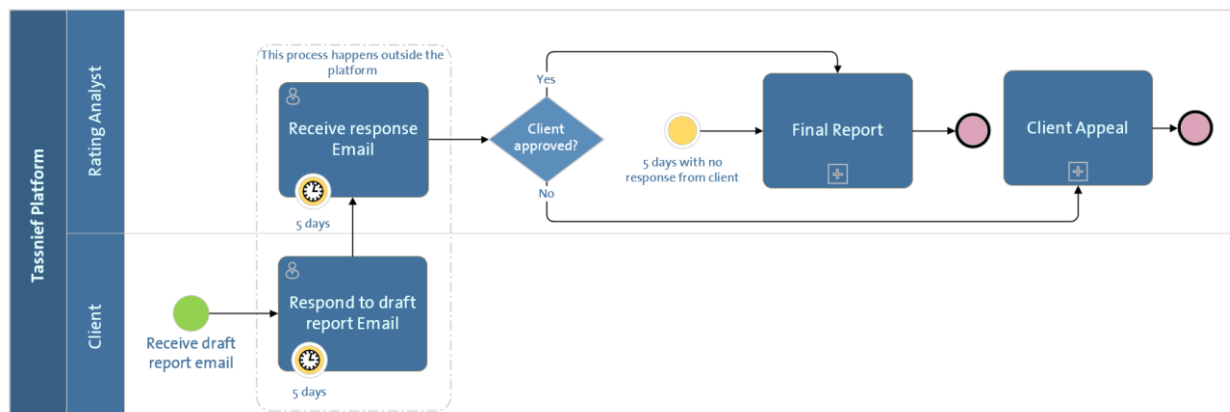 Tassnief Platform
Rating Analyst
This process happens outside the
platform
Receive response
Email
5 days
Client
approved?
Yes
No
5 days with no
response from client
Final Report
Client Appeal
Client
Receive draft
report email
Respond to draft
report Email
5 days